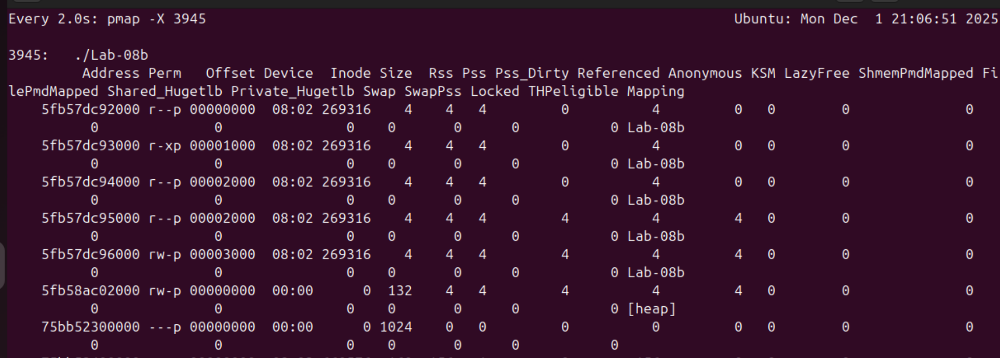 Every 2.0s: pmap -X 3945 Ubuntu: Mon Dec  1 21:06:51 2025
3945:   ./Lab-08b
Address Perm   Offset Device  Inode Size  Rss Pss Pss_Dirty Referenced Anonymous KSM LazyFree ShmemPmdMapped Fi
lePmdMapped Shared_Hugetlb Private_Hugetlb Swap SwapPss Locked THPeligible Mapping
5fb57dc92000 r--p 00000000  08:02 269316    4    4   4         0          4         0   0        0              0
0              0               0    0       0      0           0 Lab-08b
5fb57dc93000 r-xp 00001000  08:02 269316    4    4   4         0          4         0   0        0              0
0              0               0    0       0      0           0 Lab-08b
5fb57dc94000 r--p 00002000  08:02 269316    4    4   4         0          4         0   0        0              0
0              0               0    0       0      0           0 Lab-08b
5fb57dc95000 r--p 00002000  08:02 269316    4    4   4         4          4         4   0        0              0
0              0               0    0       0      0           0 Lab-08b
5fb57dc96000 rw-p 00003000  08:02 269316    4    4   4         4          4         4   0        0              0
0              0               0    0       0      0           0 Lab-08b
5fb58ac02000 rw-p 00000000  00:00      0  132    4   4         4          4         4   0        0              0
0              0               0    0       0      0           0 [heap]
75bb52300000 ---p 00000000  00:00      0 1024    0   0         0          0         0   0        0              0
0              0               0    0       0      0           0